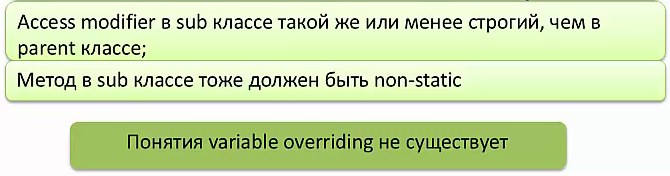 Access modifier в sub классе такой же или менее строгий, чем в
parent классе;
Метод в sub классе тоже должен быть non-static
Понятия variable overriding не существует